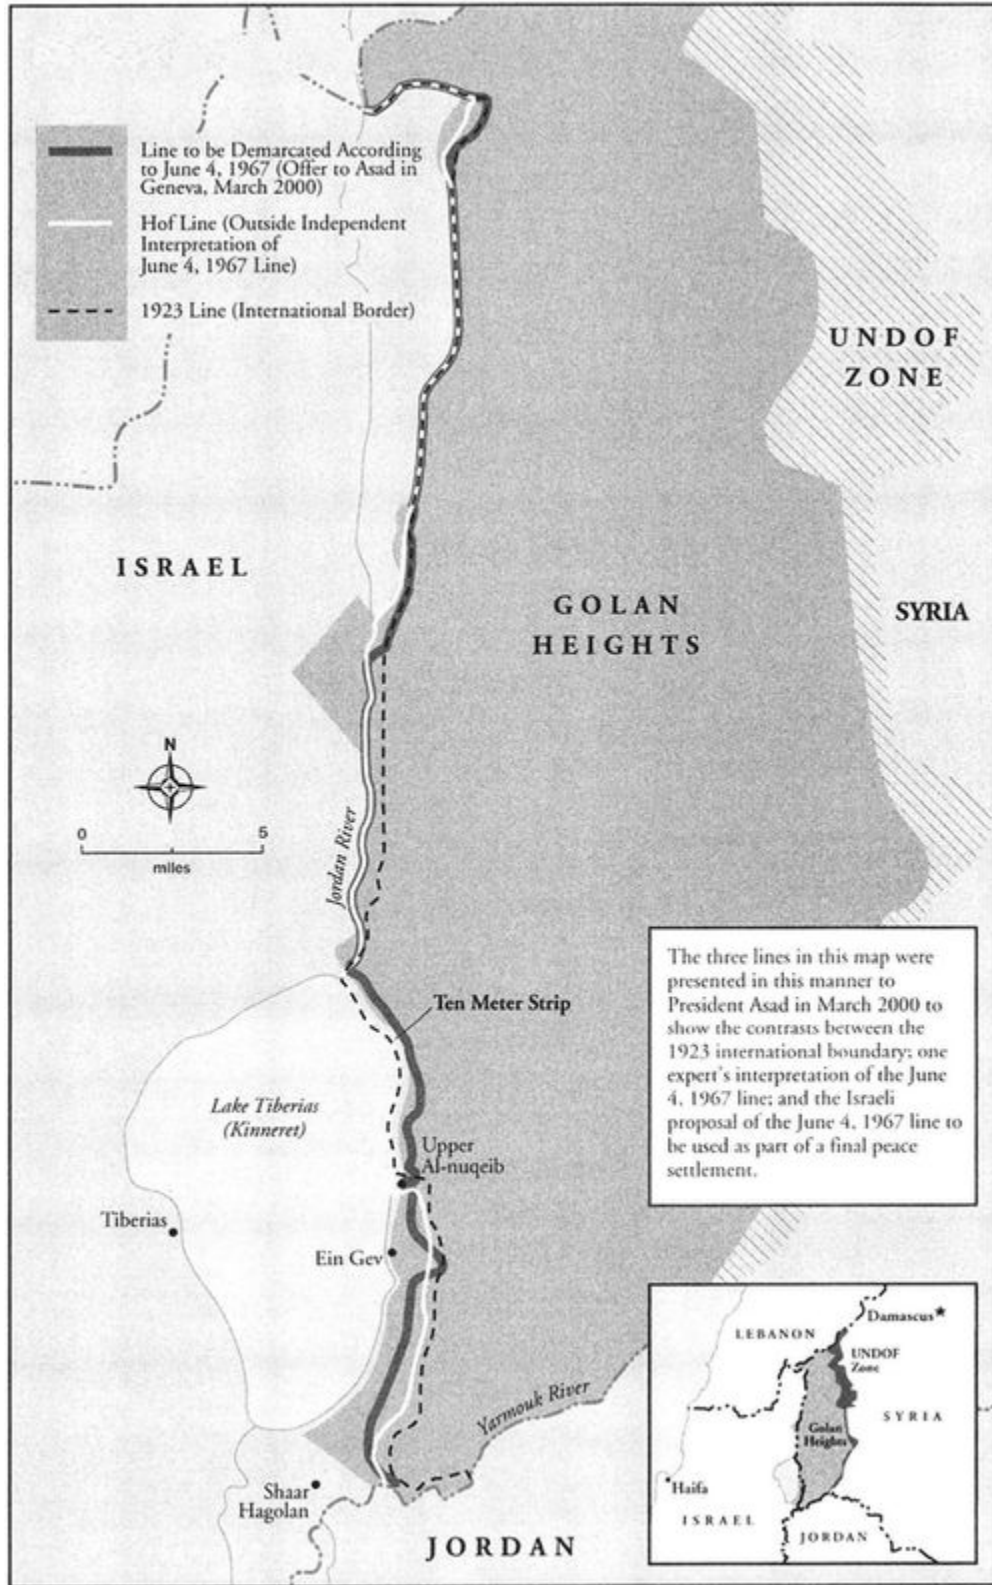 Line to be Demarcated According
to June 4, 1967 (Offer to Asad in
Geneva, March 2000)
Hof Line (Outside Independent
Interpretation of
June 4, 1967 Line)
1923 Line (International Border)
UNDOF
ZONE
ISRAEL
GOLAN
HEIGHTS
SYRIA
N
0 5
miles
Jordan River
Ten Meter Strip
Lake Tiberias
(Kinneret)
Upper
Al-nuqeib
Tiberias
Ein Gev
The three lines in this map were
presented in this manner to
President Asad in March 2000 to
show the contrasts between the
1923 international boundary; one
expert's interpretation of the June
4, 1967 line; and the Israeli
proposal of the June 4, 1967 line to
be used as part of a final peace
settlement.
Yarmouk River
Shaar
Hagolan
JORDAN
Damascus
LEBANON
UNDOF
Zone
SYRIA
Golan
Heights
Haifa
ISRAEL
JORDAN